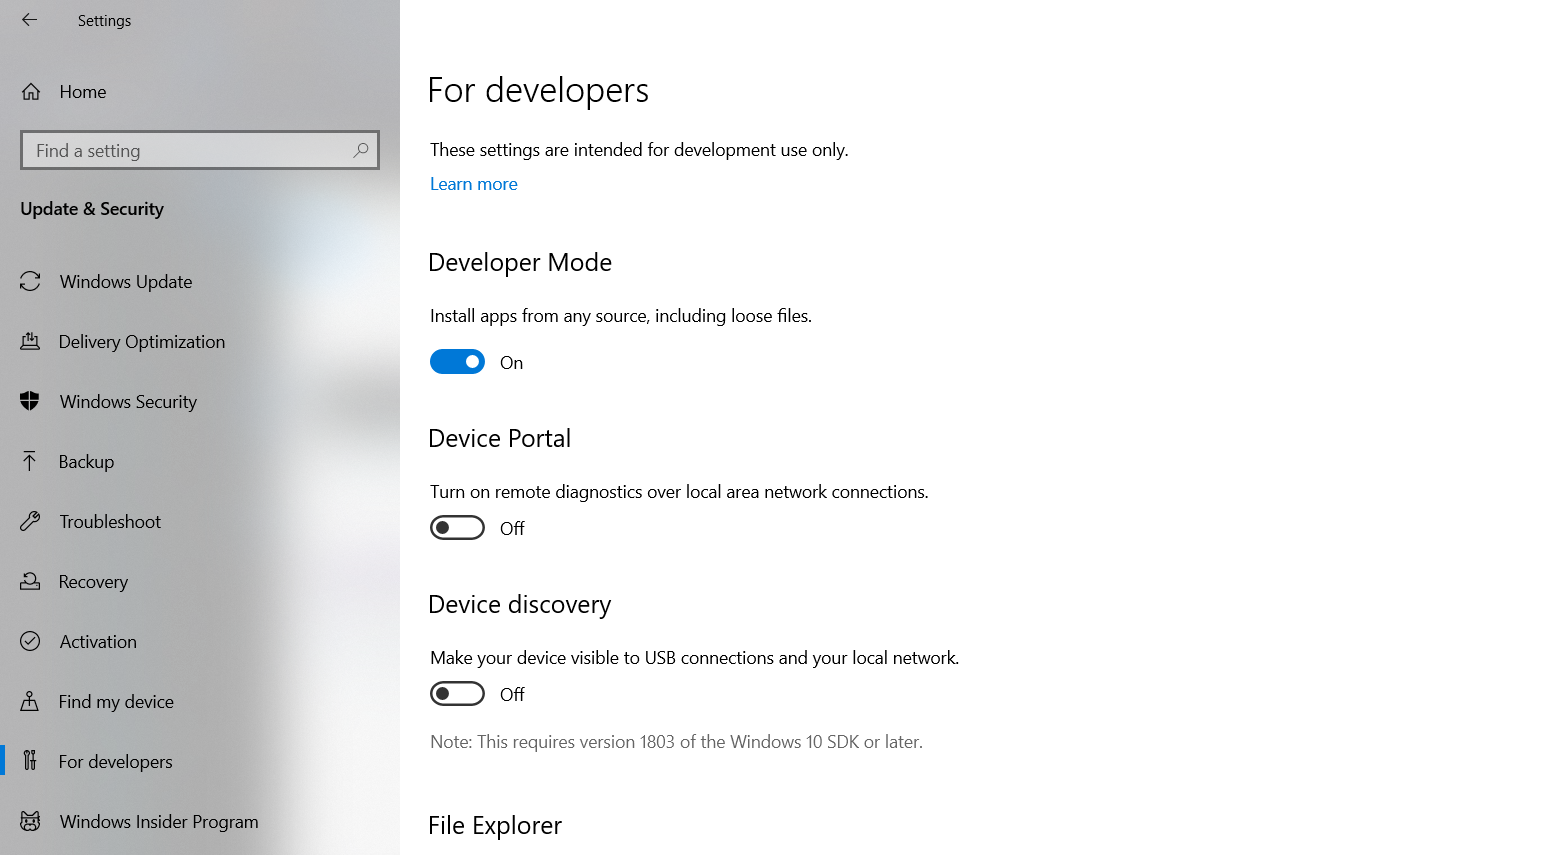 Settings
Home
Find a setting
Update & Security
Windows Update
Delivery Optimization
Windows Security
Backup
Troubleshoot
Recovery
Activation
Find my device
For developers
Windows Insider Program
For developers
These settings are intended for development use only.
Learn more
Developer Mode
Install apps from any source, including loose files.
On
Device Portal
Turn on remote diagnostics over local area network connections.
Off
Device discovery
Make your device visible to USB connections and your local network.
Off
Note: This requires version 1803 of the Windows 10 SDK or later.
File Explorer